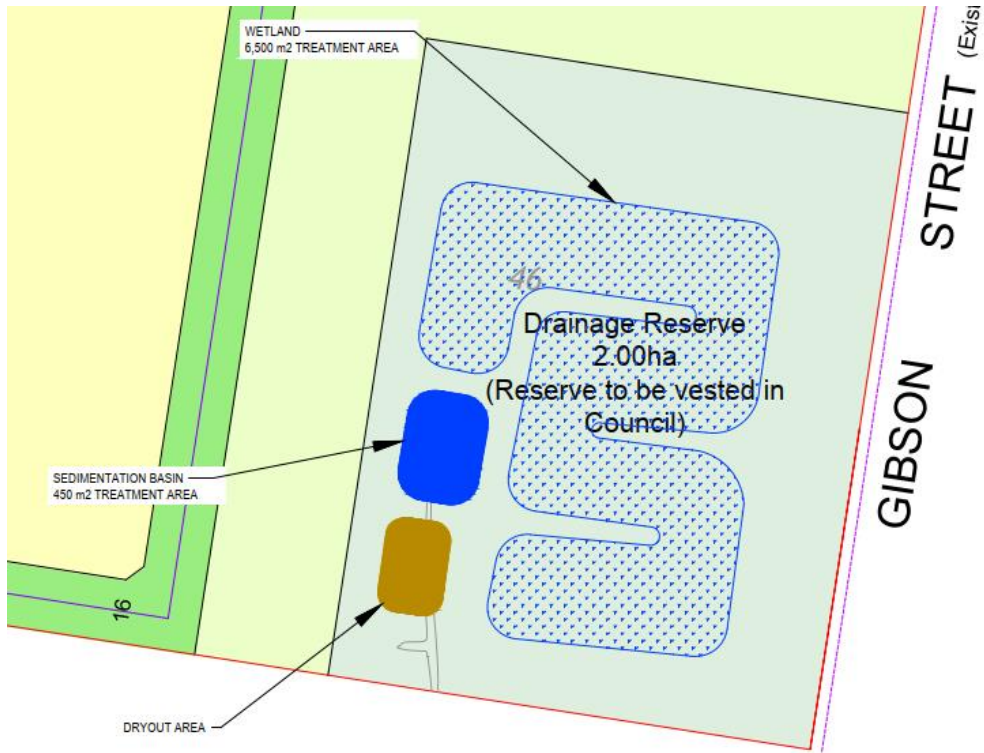 WETLAND
6,500 m2 TREATMENT AREA
STREET (Exis
46
Drainage Reserve
2.00ha
(Reserve to be vested in
Council)
GIBSON
SEDIMENTATION BASIN
450 m2 TREATMENT AREA
16
DRYOUT AREA